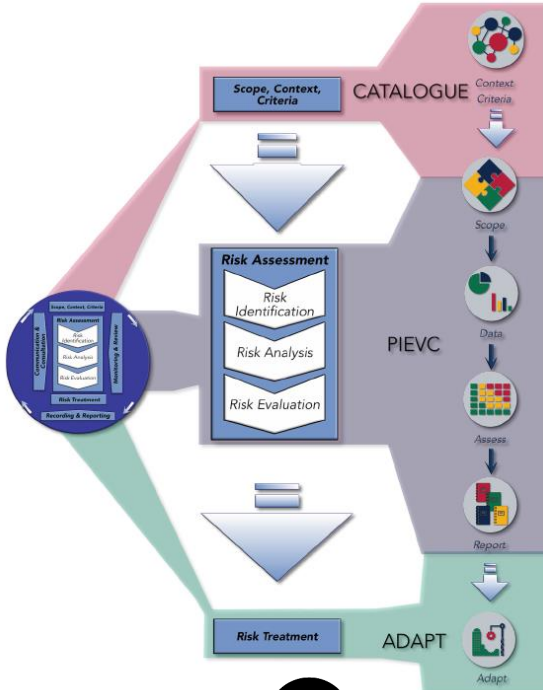 Scope, Context,
Criteria
CATALOGUE
Context
Criteria
Scope
Risk Assessment
Risk
Identification
Risk Analysis
Risk Evaluation
PIEVC
Data
Assess
Report
Scope, Context, Criteria
Communication &
Consultation
Risk Assessment
Risk
Identification
Risk Analysis
Risk Evaluation
Monitoring & Review
Risk Treatment
Recording & Reporting
Risk Treatment
ADAPT
Adapt